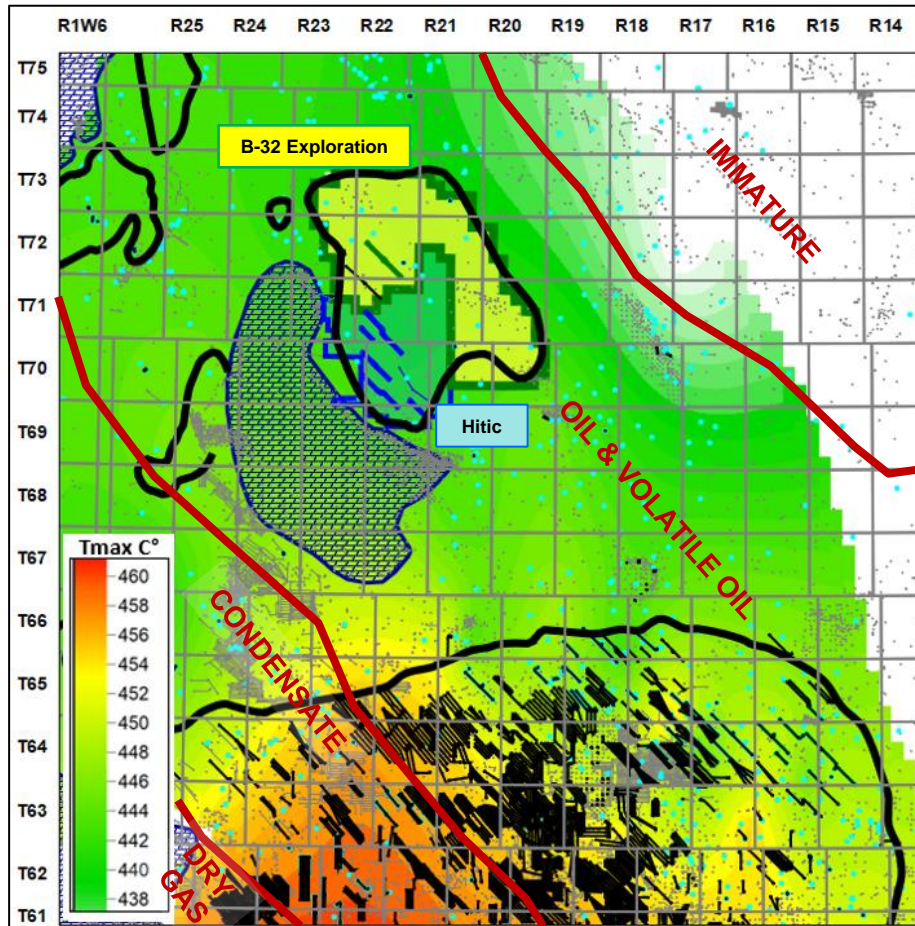 R1W6 R25 R24 R23 R22 R21 R20 R19 R18 R17 R16 R15 R14
T75
T74
T73
T72
T71
T70
T69
T68
T67
T66
T65
T64
T63
T62
T61
B-32 Exploration
Hitic
IMMATURE
OIL & VOLATILE OIL
CONDENSATE
DRY
GAS
Tmax C°
460
458
456
454
452
450
448
446
444
442
440
438